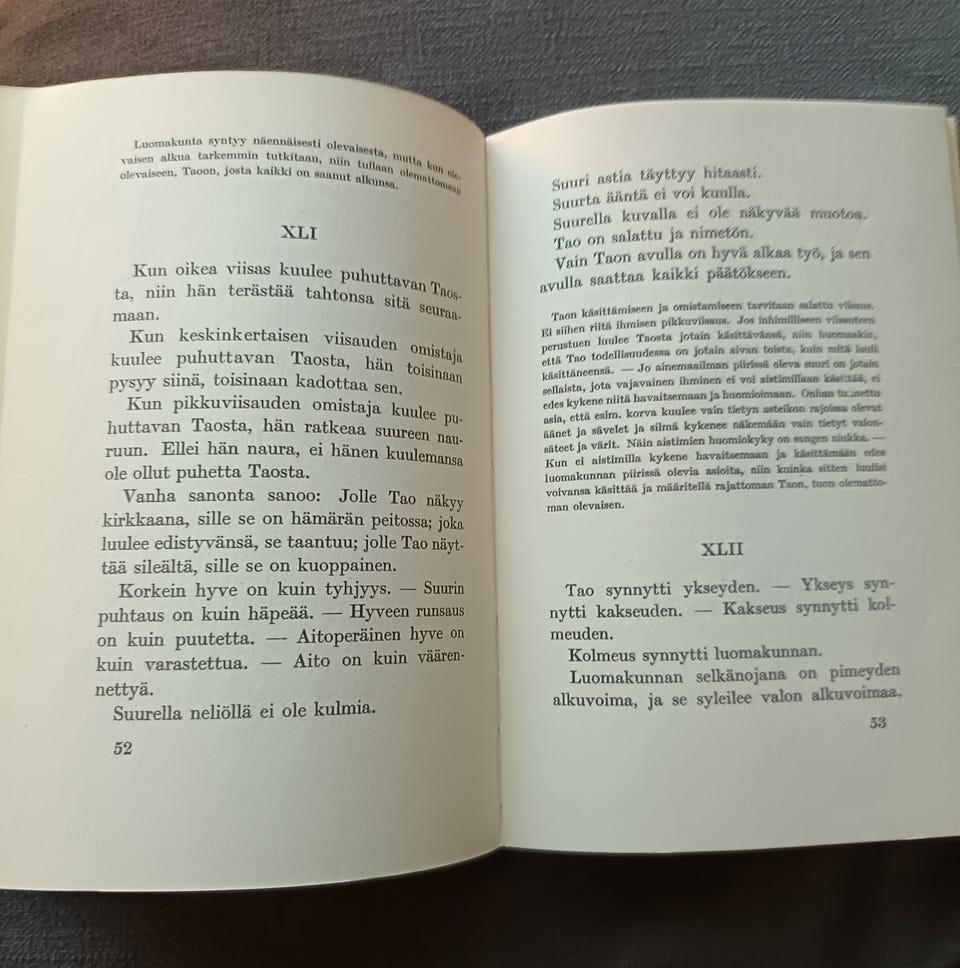 Luomakunta syntyy näennäisesti olevaisesta, mutta kun ole-
vaisen alkua tarkemmin tutkitaan, niin tullaan olemattomaan
olevaiseen, Taoon, josta kaikki on saanut alkunsa.
XLI
Kun oikea viisas kuulee puhuttavan Taos-
ta, niin hän terästää tahtonsa sitä seuraa-
maan.
Kun keskinkertaisen viisauden omistaja
kuulee puhuttavan Taosta, hän toisinaan
pysyy siinä, toisinaan kadottaa sen.
Kun pikkuviisauden omistaja kuulee pu-
huttavan Taosta, hän ratkeaa suureen nau-
ruun. Ellei hän naura, ei hänen kuulemansa
ole ollut puhetta Taosta.
Vanha sanonta sanoo: Jolle Tao näkyy
kirkkaana, sille se on hämärän peitossa; joka
luulee edistyvänsä, se taantuu; jolle Tao näyt-
tää sileältä, sille se on kuoppainen.
Korkein hyve on kuin tyhjyys. — Suurin
puhtaus on kuin häpeää. — Hyveen runsaus
on kuin puutetta. — Aitoperäinen hyve on
kuin varastettua. — Aito on kuin väären-
nettyä.
Suurella neliöllä ei ole kulmia.
52
Suuri astia täyttyy hitaasti.
Suurta ääntä ei voi kuulla.
Suurella kuvalla ei ole näkyvää muotoa.
Tao on salattu ja nimetön.
Vain Taon avulla on hyvä alkaa työ, ja sen
avulla saattaa kaikki päätökseen.
Taon käsittämiseen ja omistamiseen tarvitaan salattu viisaus.
Ei siihen riitä ihmisen pikkuviisaus. Jos inhimilliseen viisauteen
perustuen luulee Taosta jotain käsittävänsä, niin huomaakin,
että Tao todellisuudessa on jotain aivan toista, kuin mitä luuli
käsittäneensä. — Jo ainemaailman piirissä oleva suuri on jotain
sellaista, jota vajavainen ihminen ei voi aistimillaan käsittää, ei
edes kykene niitä havaitsemaan ja huomioimaan. Onhan tunnettu
asia, että esim. korva kuulee vain tietyn asteikon rajoissa olevat
äänet ja sävelet ja silmä kykenee näkemään vain tietyt valon-
säteet ja värit. Näin aistimien huomiokyky on sangen niukka. —
Kun ei aistimilla kykene havaitsemaan ja käsittämään edes
luomakunnan piirissä olevia asioita, niin kuinka sitten luulisi
voivansa käsittää ja määritellä rajattoman Taon, tuon olematto-
man olevaisen.
XLII
Tao synnytti ykseyden. — Ykseys syn-
nytti kakseuden. — Kakseus synnytti kol-
meuden.
Kolmeus synnytti luomakunnan.
Luomakunnan selkänojana on pimeyden
alkuvoima, ja se syleilee valon alkuvoimaa.
53